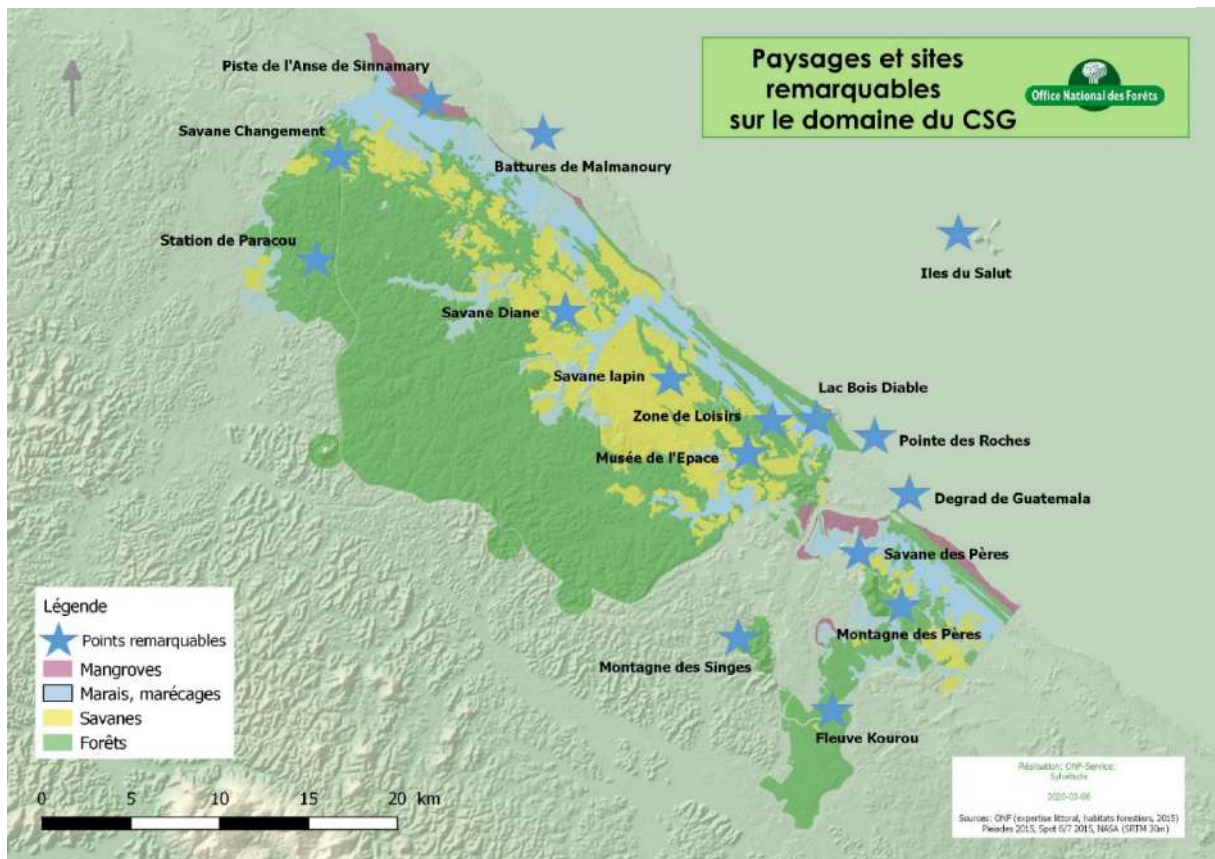 Paysages et sites
remarquables
sur le domaine du CSG
Office National des Forêts
Piste de l'Anse de Sinnamary
Savane Changement
Battures de Malmanoury
Station de Paracou
Iles du Salut
Savane Diane
Savane lapin
Lac Bois Diable
Zone de Loisirs
Pointe des Roches
Musée de l'Epace
Degrad de Guatemala
Savane des Pères
Montagne des Pères
Montagne des Singes
Fleuve Kourou
Légende
Points remarquables
Mangroves
Marais, marécages
Savanes
Forêts
0 5 10 15 20 km
Réalisation: ONF-Service:
Sylvétude
2020-03-06
Sources: ONF (expertise littoral, habitats forestiers, 2015)
Pleiades 2015, Spot 6/7 2015, NASA (SRTM 30m)